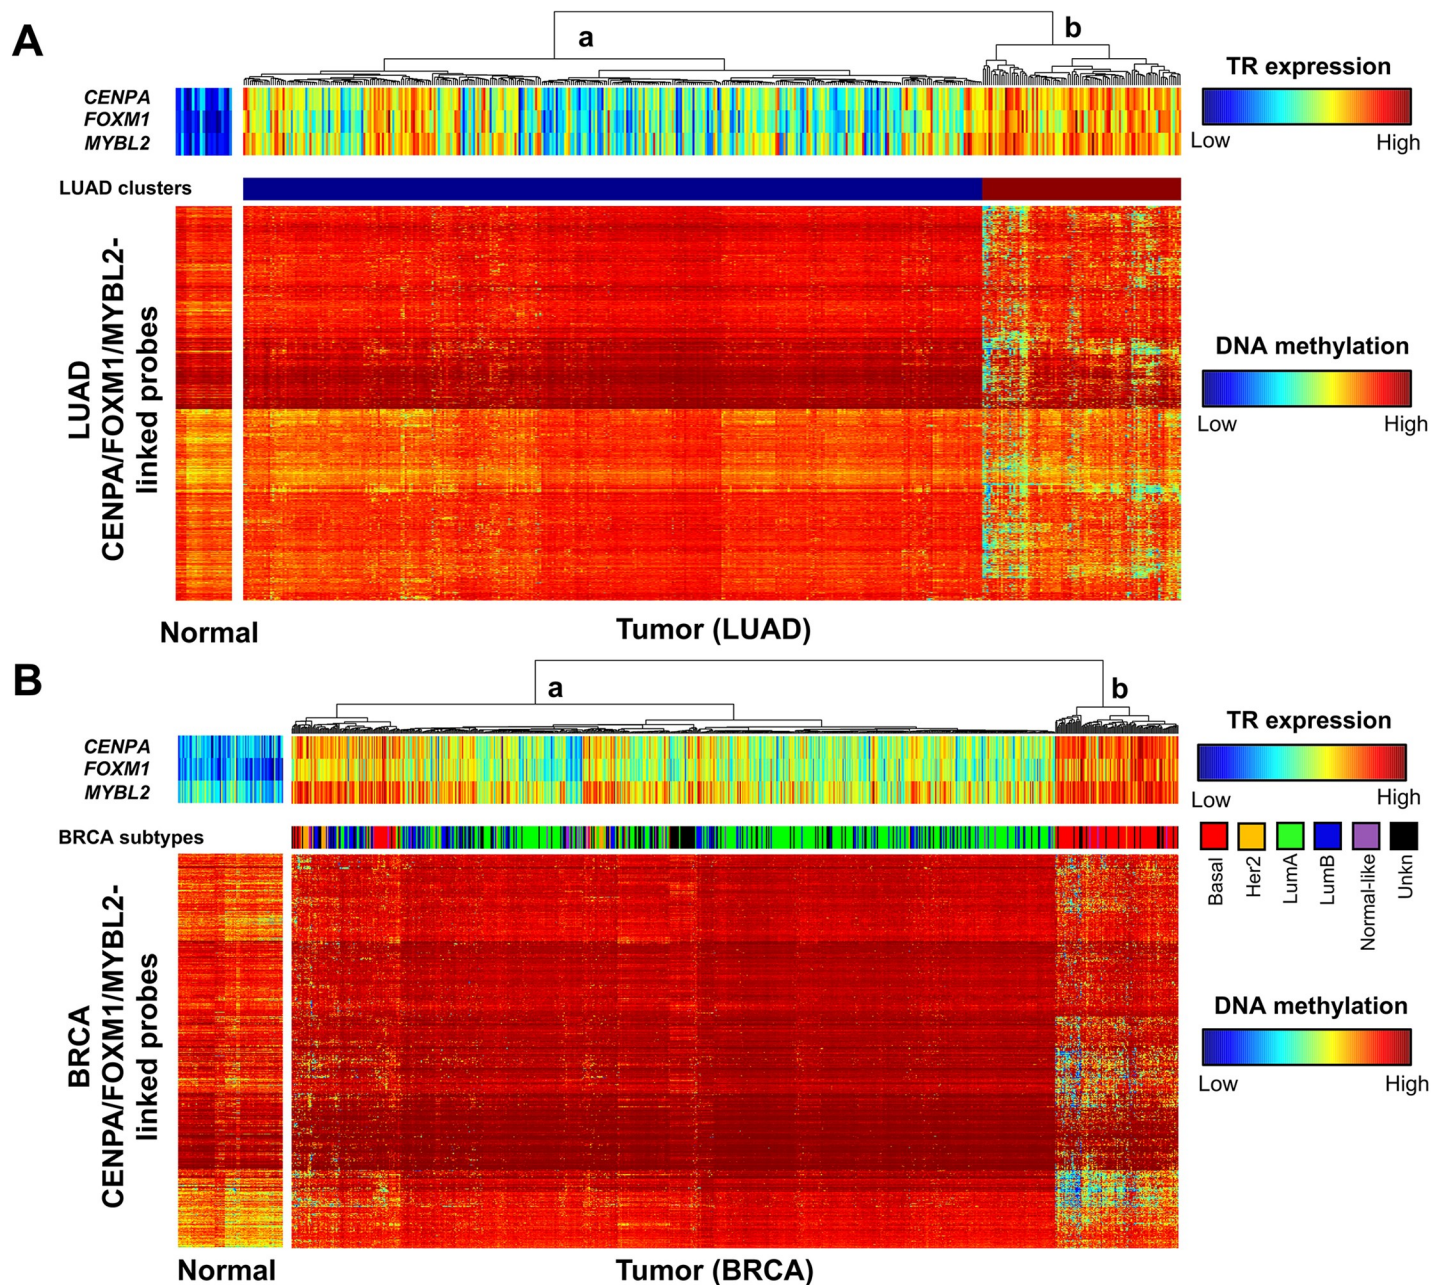 A
a
b
TR expression
Low
High
CENPA
FOXM1
MYBL2
LUAD clusters
LUAD
CENPA/FOXM1/MYBL2-
linked probes
DNA methylation
Low
High
Normal
Tumor (LUAD)
B
a
b
TR expression
Low
High
CENPA
FOXM1
MYBL2
BRCA subtypes
Basal
Her2
LumA
LumB
Normal-like
Unkn
BRCA
CENPA/FOXM1/MYBL2-
linked probes
DNA methylation
Low
High
Normal
Tumor (BRCA)